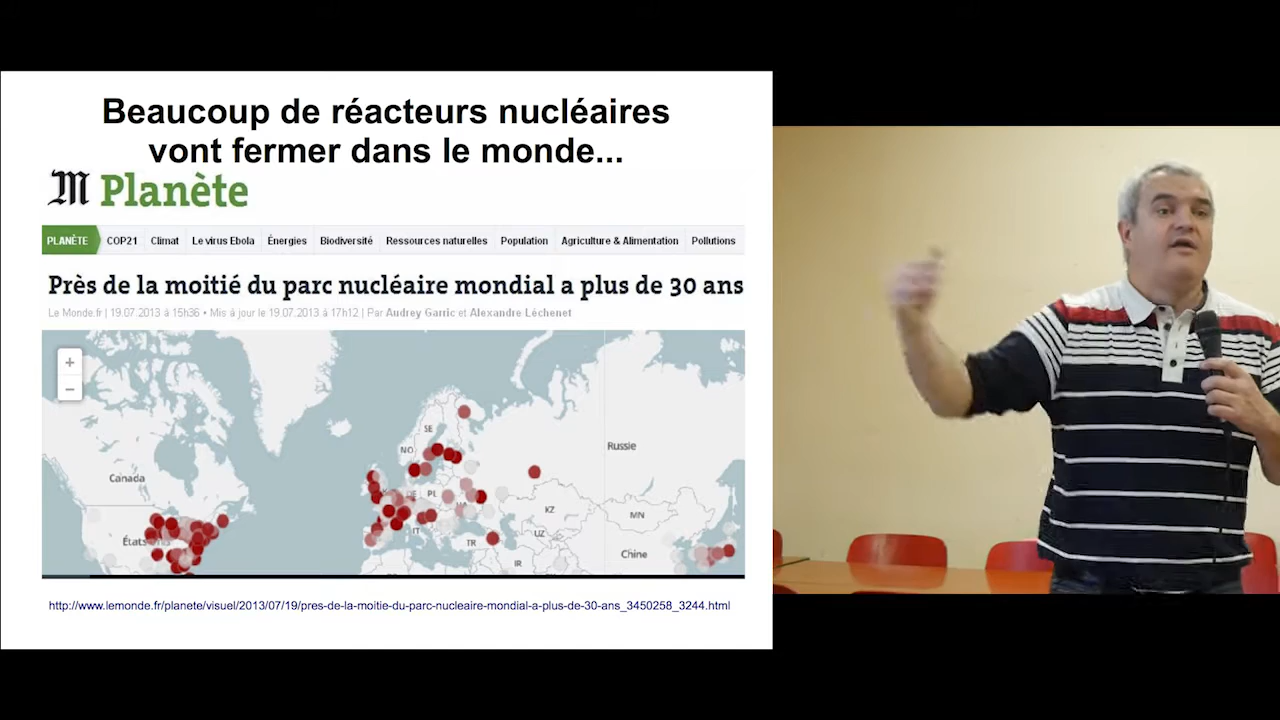 Beaucoup de réacteurs nucléaires
vont fermer dans le monde...
M Planète
PLANÈTE COP21 Climat Le virus Ebola Énergies Biodiversité Ressources naturelles Population Agriculture & Alimentation Pollutions
Près de la moitié du parc nucléaire mondial a plus de 30 ans
Le Monde.fr | 19.07.2013 à 15h36 • Mis à jour le 19.07.2013 à 17h12 | Par Audrey Garric et Alexandre Léchenet
+
−
SE
NO
Russie
Canada
DE PL
KZ
MN
IT
États
TR
UZ
Chine
IR
http://www.lemonde.fr/planete/visuel/2013/07/19/pres-de-la-moitie-du-parc-nucleaire-mondial-a-plus-de-30-ans_3450258_3244.html